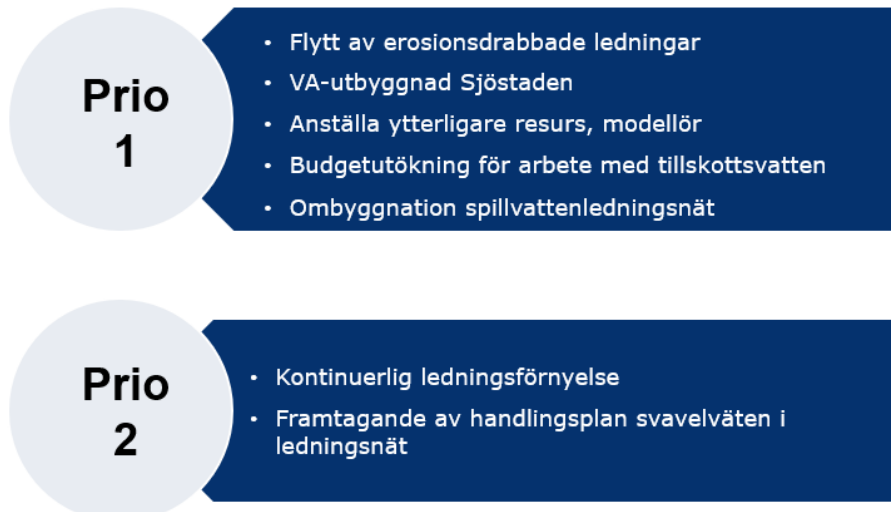 Prio
1
• Flytt av erosionsdrabbade ledningar
• VA-utbyggnad Sjöstaden
• Anställa ytterligare resurs, modellör
• Budgetutökning för arbete med tillskottsvatten
• Ombyggnation spillvattenledningsnät
Prio
2
• Kontinuerlig ledningsförnyelse
• Framtagande av handlingsplan svavelväten i
ledningsnät